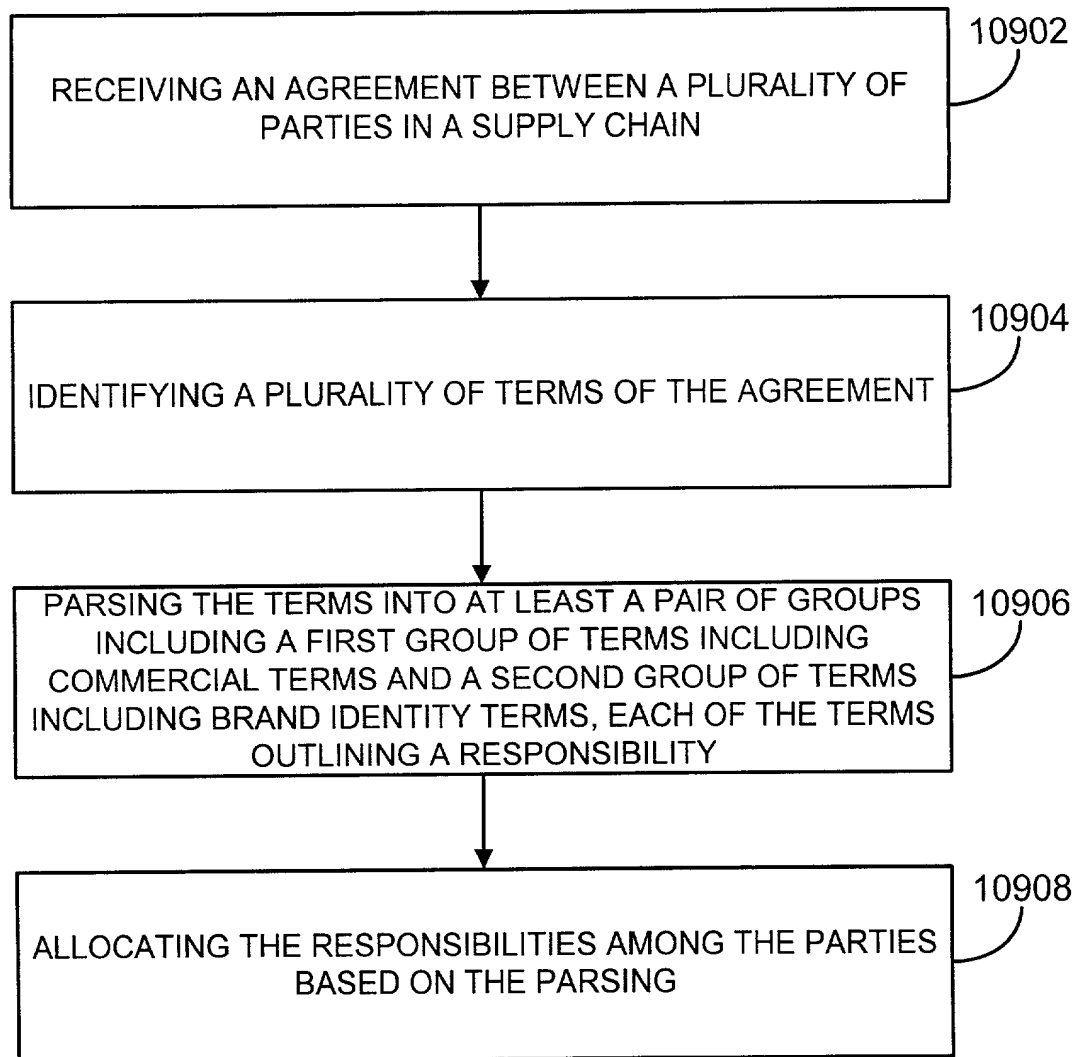 10902
RECEIVING AN AGREEMENT BETWEEN A PLURALITY OF
PARTIES IN A SUPPLY CHAIN
10904
IDENTIFYING A PLURALITY OF TERMS OF THE AGREEMENT
10906
PARSING THE TERMS INTO AT LEAST A PAIR OF GROUPS
INCLUDING A FIRST GROUP OF TERMS INCLUDING
COMMERCIAL TERMS AND A SECOND GROUP OF TERMS
INCLUDING BRAND IDENTITY TERMS, EACH OF THE TERMS
OUTLINING A RESPONSIBILITY
10908
ALLOCATING THE RESPONSIBILITIES AMONG THE PARTIES
BASED ON THE PARSING